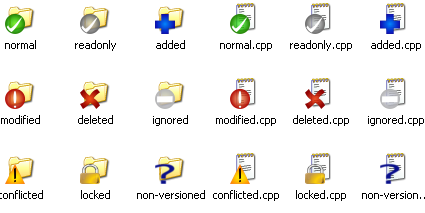 normal readonly added normal.cpp readonly.cpp added.cpp
modified deleted ignored modified.cpp deleted.cpp ignored.cpp
conflicted locked non-versioned conflicted.cpp locked.cpp non-version...